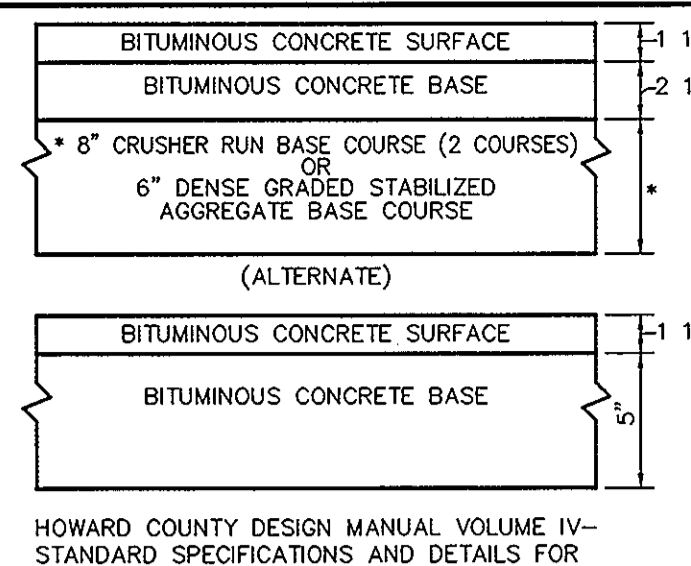 BITUMINOUS CONCRETE SURFACE
1 1
BITUMINOUS CONCRETE BASE
2 1
* 8" CRUSHER RUN BASE COURSE (2 COURSES)
OR
6" DENSE GRADED STABILIZED
AGGREGATE BASE COURSE
*
(ALTERNATE)
BITUMINOUS CONCRETE SURFACE
1 1
BITUMINOUS CONCRETE BASE
5"
HOWARD COUNTY DESIGN MANUAL VOLUME IV–
STANDARD SPECIFICATIONS AND DETAILS FOR